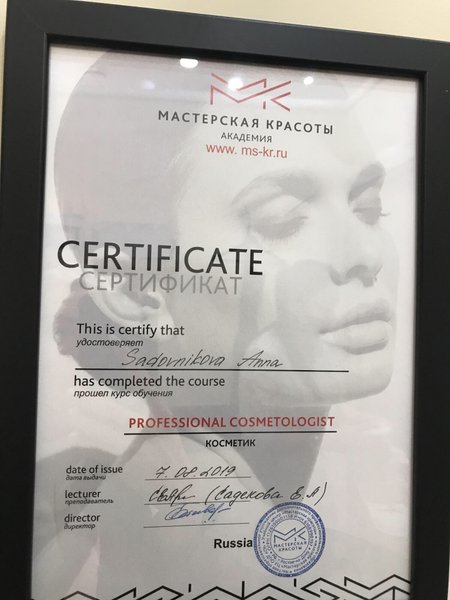 МАСТЕРСКАЯ КРАСОТЫ
АКАДЕМИЯ
www. ms-kr.ru
CERTIFICATE
СЕРТИФИКАТ
This is certify that
удостоверяет
Sadovnikova Anna
has completed the course
прошел курс обучения
PROFESSIONAL COSMETOLOGIST
КОСМЕТИК
date of issue 7.08.2019
дата выдачи
lecturer (Садекова Е.А)
преподаватель
director
директор
Russia
МАСТЕРСКАЯ
КРАСОТЫ